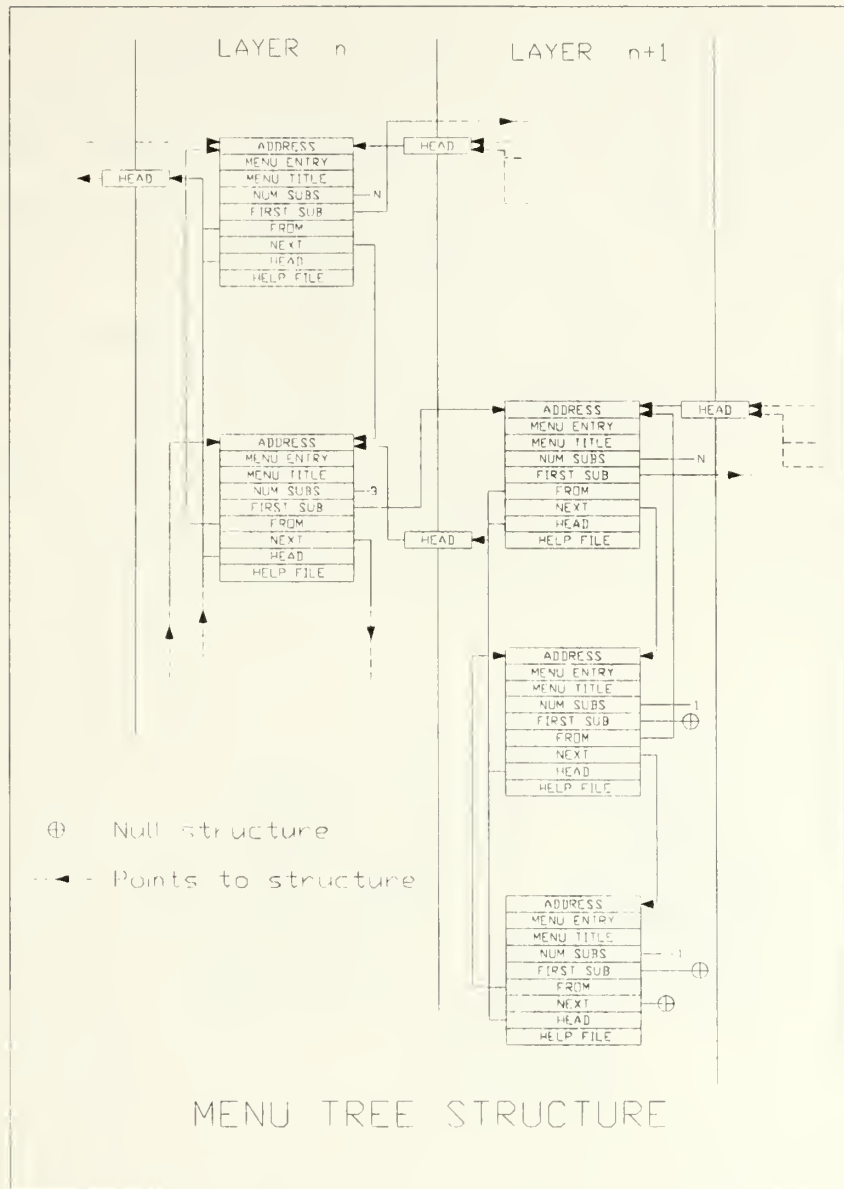 LAYER n
LAYER n+1
HEAD
ADDRESS
MENU ENTRY
MENU TITLE
NUM SUBS N
FIRST SUB
FROM
NEXT
HEAD
HELP FILE
HEAD
ADDRESS
MENU ENTRY
MENU TITLE
NUM SUBS 3
FIRST SUB
FROM
NEXT
HEAD
HELP FILE
HEAD
ADDRESS
MENU ENTRY
MENU TITLE
NUM SUBS N
FIRST SUB
FROM
NEXT
HEAD
HELP FILE
HEAD
ADDRESS
MENU ENTRY
MENU TITLE
NUM SUBS 1
FIRST SUB
FROM
NEXT
HEAD
HELP FILE
ADDRESS
MENU ENTRY
MENU TITLE
NUM SUBS 1
FIRST SUB
FROM
NEXT
HEAD
HELP FILE
Null structure
Points to structure
MENU TREE STRUCTURE